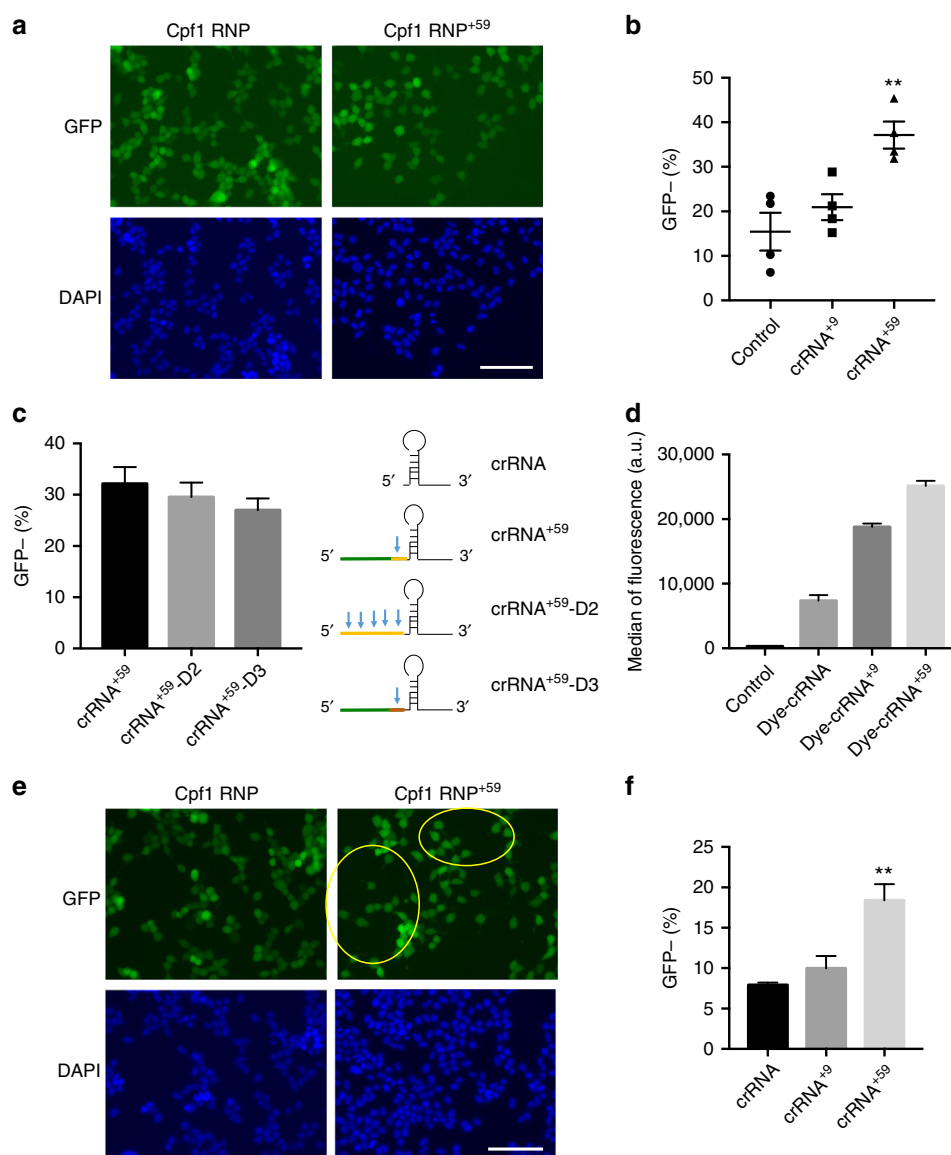 a
Cpf1 RNP
Cpf1 RNP+59
GFP
DAPI
b
**
GFP– (%)
50
40
30
20
10
0
Control
crRNA+9
crRNA+59
c
GFP– (%)
40
30
20
10
0
crRNA+59
crRNA+59-D2
crRNA+59-D3
5′ 3′ crRNA
5′ 3′ crRNA+59
5′ 3′ crRNA+59-D2
5′ 3′ crRNA+59-D3
d
Median of fluorescence (a.u.)
30,000
20,000
10,000
0
Control
Dye-crRNA
Dye-crRNA+9
Dye-crRNA+59
e
Cpf1 RNP
Cpf1 RNP+59
GFP
DAPI
f
**
GFP– (%)
25
20
15
10
5
0
crRNA
crRNA+9
crRNA+59